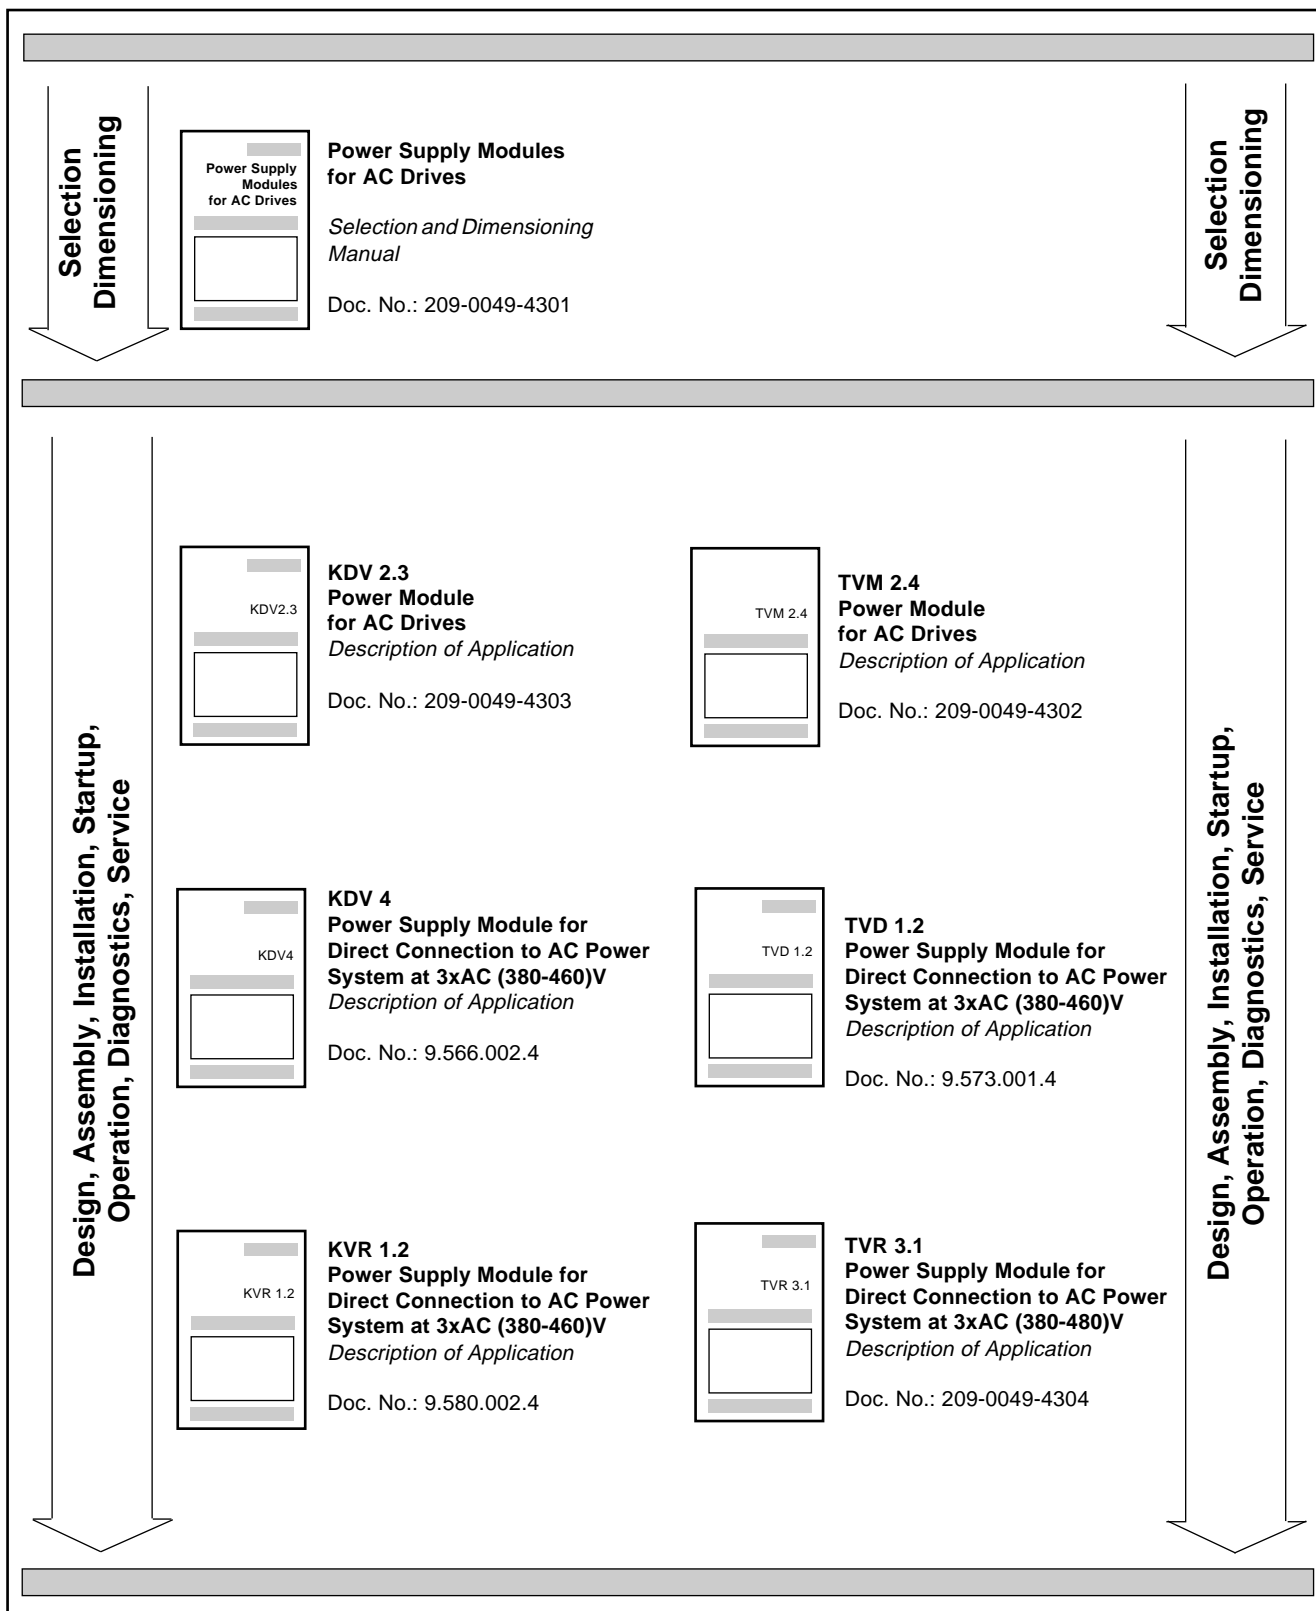 Selection
Dimensioning
Power Supply
Modules
for AC Drives
Power Supply Modules
for AC Drives
Selection and Dimensioning
Manual
Doc. No.: 209-0049-4301
Selection
Dimensioning
Design, Assembly, Installation, Startup,
Operation, Diagnostics, Service
KDV2.3
KDV 2.3
Power Module
for AC Drives
Description of Application
Doc. No.: 209-0049-4303
TVM 2.4
TVM 2.4
Power Module
for AC Drives
Description of Application
Doc. No.: 209-0049-4302
KDV4
KDV 4
Power Supply Module for
Direct Connection to AC Power
System at 3xAC (380-460)V
Description of Application
Doc. No.: 9.566.002.4
TVD 1.2
TVD 1.2
Power Supply Module for
Direct Connection to AC Power
System at 3xAC (380-460)V
Description of Application
Doc. No.: 9.573.001.4
KVR 1.2
KVR 1.2
Power Supply Module for
Direct Connection to AC Power
System at 3xAC (380-460)V
Description of Application
Doc. No.: 9.580.002.4
TVR 3.1
TVR 3.1
Power Supply Module for
Direct Connection to AC Power
System at 3xAC (380-480)V
Description of Application
Doc. No.: 209-0049-4304
Design, Assembly, Installation, Startup,
Operation, Diagnostics, Service